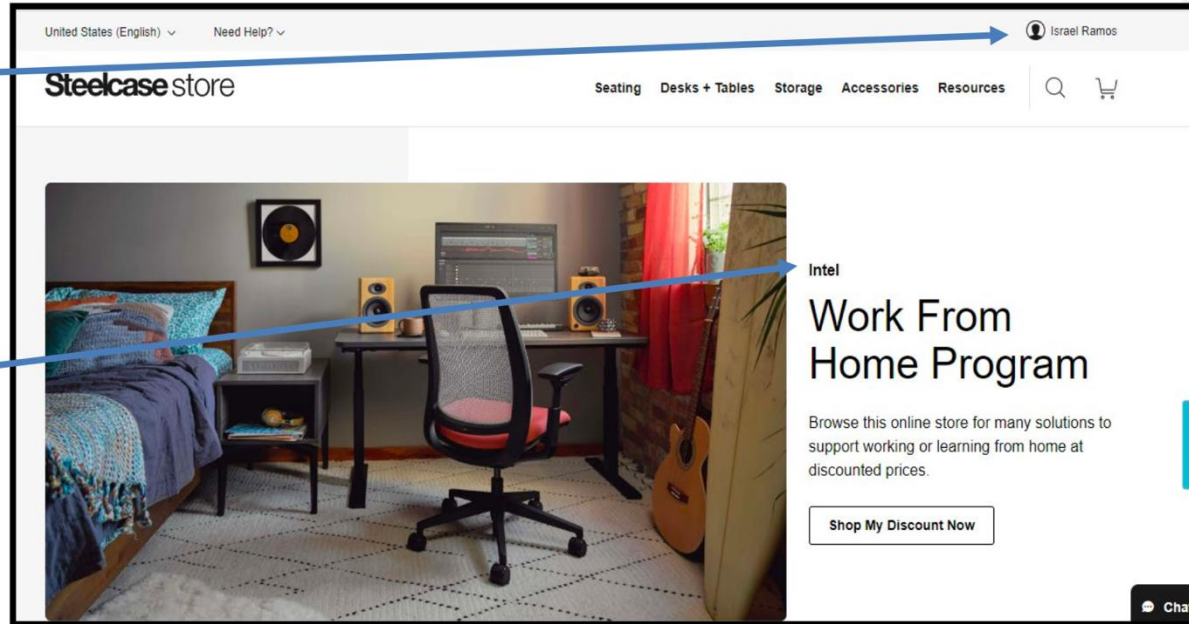 United States (English) Need Help? Israel Ramos
Steelcase store Seating Desks + Tables Storage Accessories Resources
Intel
Work From
Home Program
Browse this online store for many solutions to
support working or learning from home at
discounted prices.
Shop My Discount Now
Chat